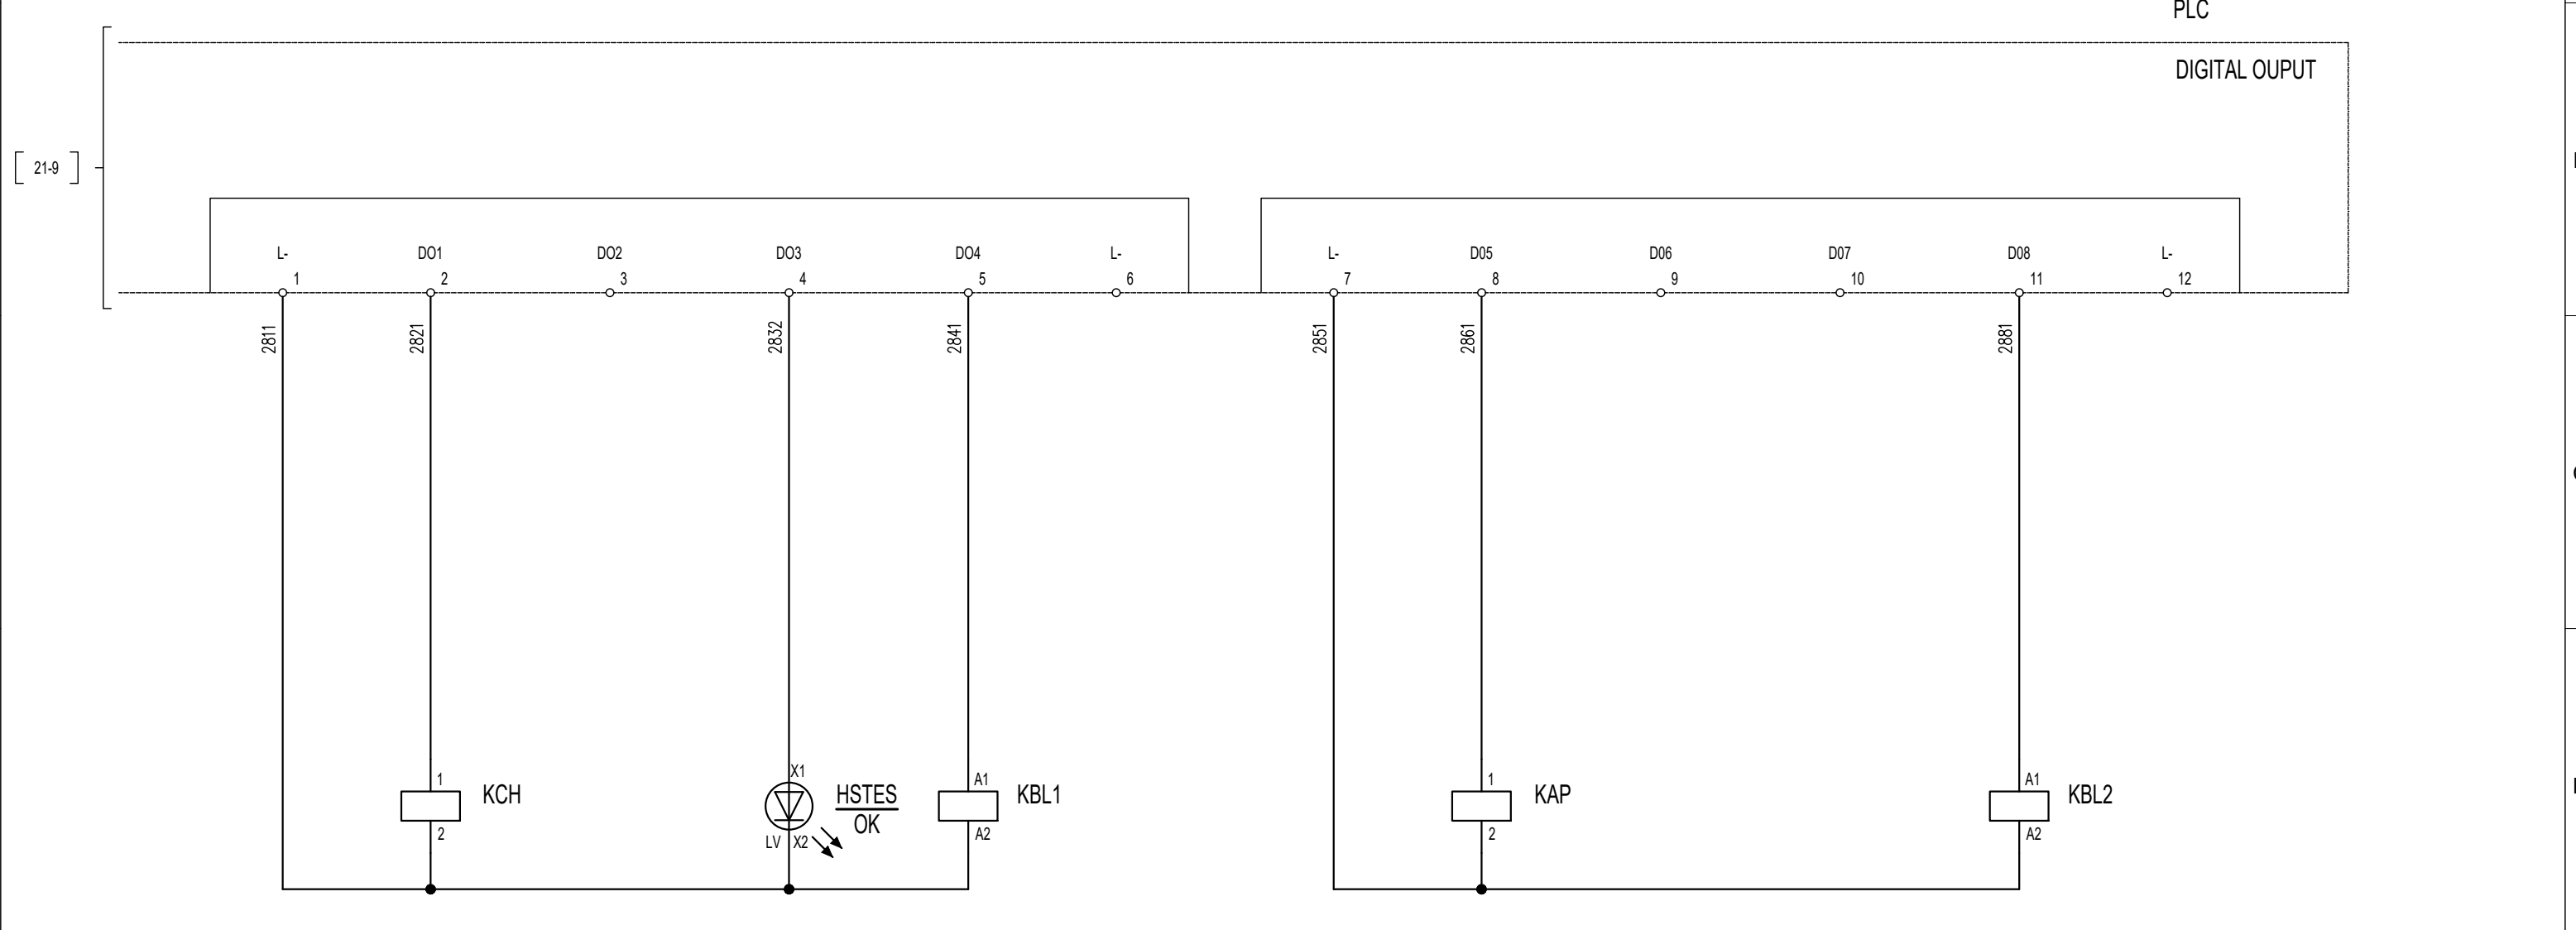 PLC
DIGITAL OUPUT
21-9
L- DO1 DO2 DO3 DO4 L- L- D05 D06 D07 D08 L-
1 2 3 4 5 6 7 8 9 10 11 12
2811 2821 2832 2841 2851 2861 2881
X1
1 A1 1 A1
KCH HSTES KBL1 KAP KBL2
OK
2 A2 2 A2
LV X2